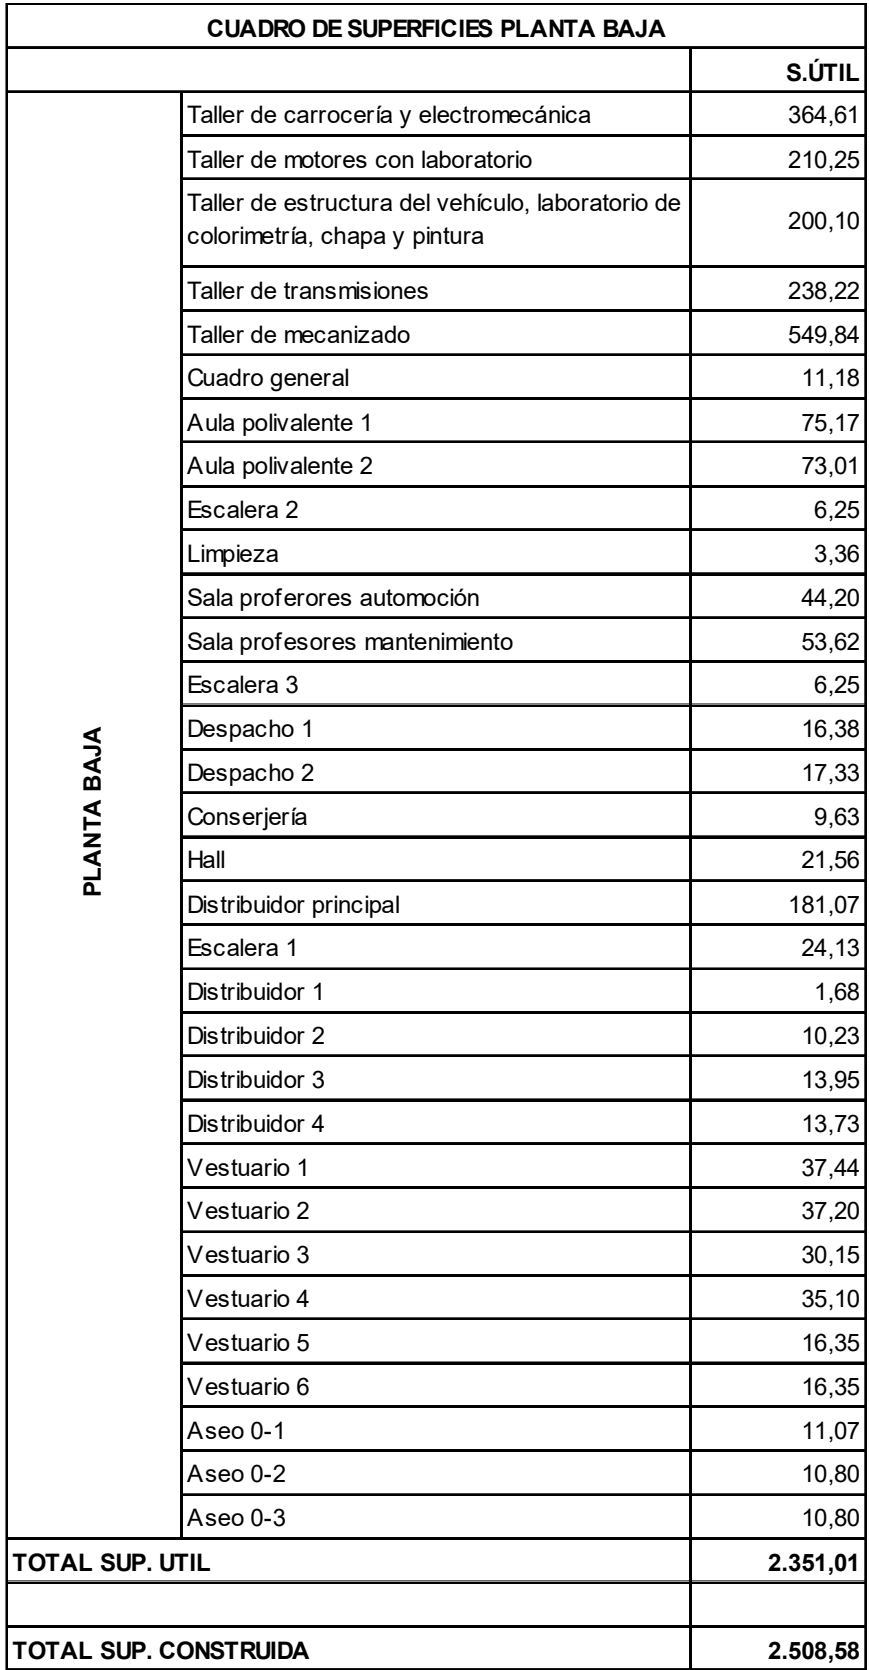 CUADRO DE SUPERFICIES PLANTA BAJA
S.ÚTIL
PLANTA BAJA
Taller de carrocería y electromecánica 364,61
Taller de motores con laboratorio 210,25
Taller de estructura del vehículo, laboratorio de
colorimetría, chapa y pintura 200,10
Taller de transmisiones 238,22
Taller de mecanizado 549,84
Cuadro general 11,18
Aula polivalente 1 75,17
Aula polivalente 2 73,01
Escalera 2 6,25
Limpieza 3,36
Sala proferores automoción 44,20
Sala profesores mantenimiento 53,62
Escalera 3 6,25
Despacho 1 16,38
Despacho 2 17,33
Conserjería 9,63
Hall 21,56
Distribuidor principal 181,07
Escalera 1 24,13
Distribuidor 1 1,68
Distribuidor 2 10,23
Distribuidor 3 13,95
Distribuidor 4 13,73
Vestuario 1 37,44
Vestuario 2 37,20
Vestuario 3 30,15
Vestuario 4 35,10
Vestuario 5 16,35
Vestuario 6 16,35
Aseo 0-1 11,07
Aseo 0-2 10,80
Aseo 0-3 10,80
TOTAL SUP. UTIL 2.351,01
TOTAL SUP. CONSTRUIDA 2.508,58